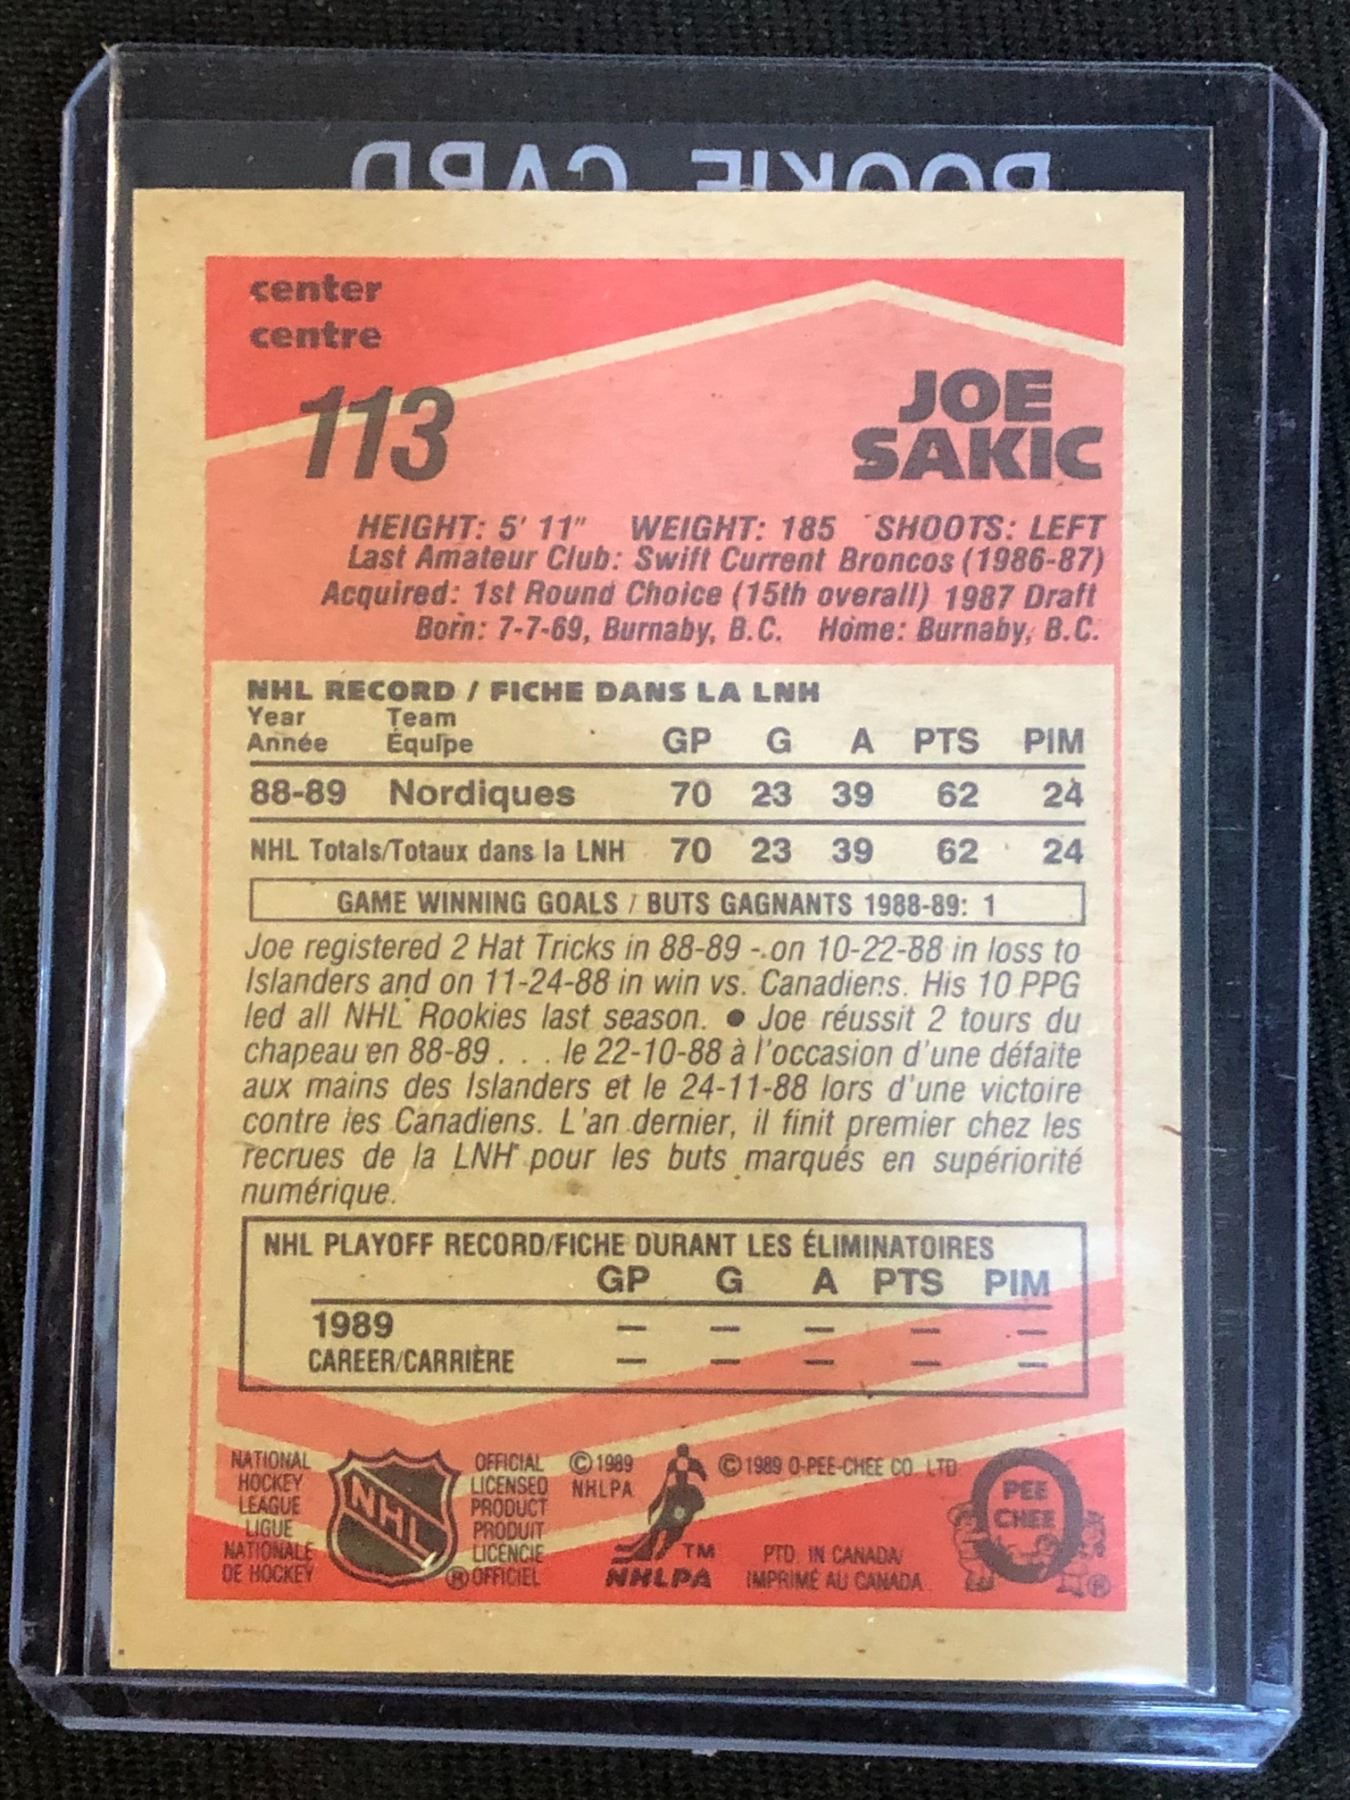 ROOKIE CARD
center
centre
113
JOE
SAKIC
HEIGHT: 5' 11" WEIGHT: 185 SHOOTS: LEFT
Last Amateur Club: Swift Current Broncos (1986-87)
Acquired: 1st Round Choice (15th overall) 1987 Draft
Born: 7-7-69, Burnaby, B.C. Home: Burnaby, B.C.
NHL RECORD / FICHE DANS LA LNH
Year Team
Année Équipe GP G A PTS PIM
88-89 Nordiques 70 23 39 62 24
NHL Totals/Totaux dans la LNH 70 23 39 62 24
GAME WINNING GOALS / BUTS GAGNANTS 1988-89: 1
Joe registered 2 Hat Tricks in 88-89 - on 10-22-88 in loss to
Islanders and on 11-24-88 in win vs. Canadiens. His 10 PPG
led all NHL Rookies last season. ● Joe réussit 2 tours du
chapeau en 88-89 . . . le 22-10-88 à l'occasion d'une défaite
aux mains des Islanders et le 24-11-88 lors d'une victoire
contre les Canadiens. L'an dernier, il finit premier chez les
recrues de la LNH pour les buts marqués en supériorité
numérique.
NHL PLAYOFF RECORD/FICHE DURANT LES ÉLIMINATOIRES
GP G A PTS PIM
1989 — — — — —
CAREER/CARRIÈRE — — — — —
NATIONAL
HOCKEY
LEAGUE
LIGUE
NATIONALE
DE HOCKEY
NHL
OFFICIAL
LICENSED
PRODUCT
PRODUIT
LICENCIE
® OFFICIEL
© 1989
NHLPA
TM
NHLPA
© 1989 O-PEE-CHEE CO. LTD.
PTD. IN CANADA/
IMPRIMÉ AU CANADA
O
PEE
CHEE
®